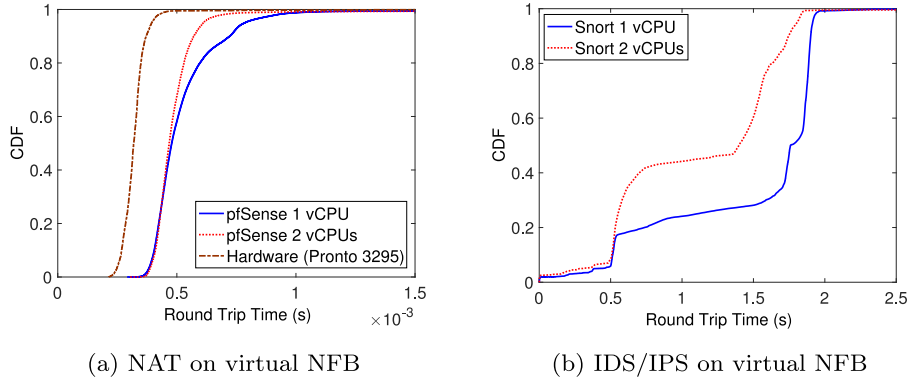 1
0.8
0.6
0.4
0.2
0
CDF
pfSense 1 vCPU
pfSense 2 vCPUs
Hardware (Pronto 3295)
0 0.5 1 1.5
Round Trip Time (s) ×10⁻³
(a) NAT on virtual NFB
1
0.8
0.6
0.4
0.2
0
CDF
Snort 1 vCPU
Snort 2 vCPUs
0 0.5 1 1.5 2 2.5
Round Trip Time (s)
(b) IDS/IPS on virtual NFB